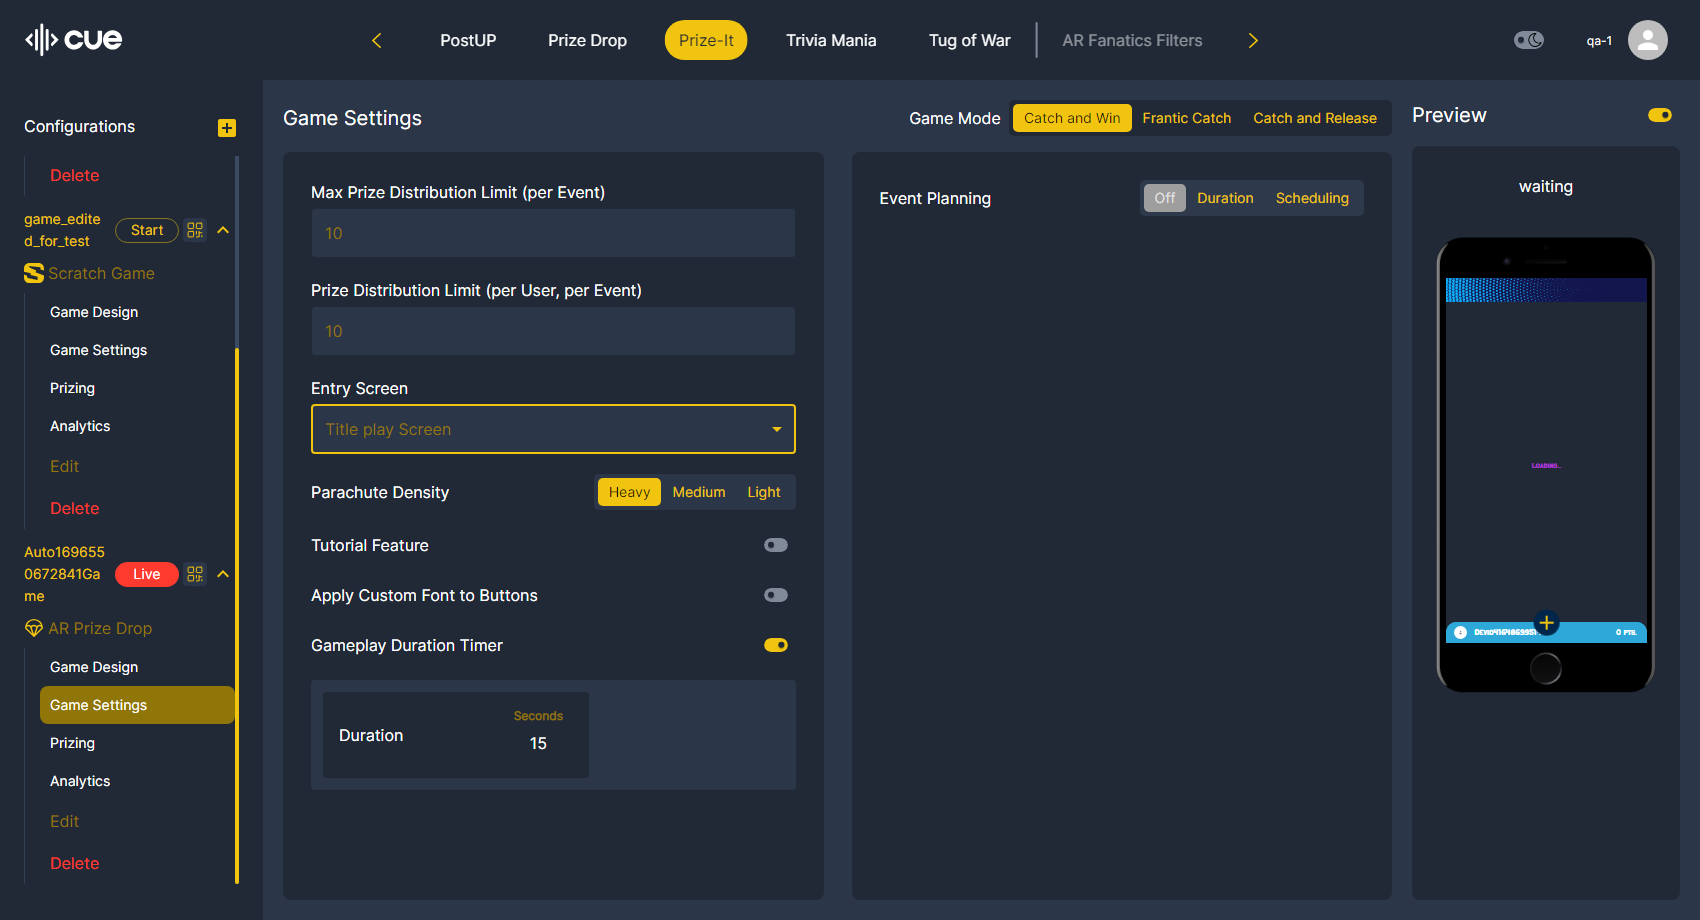 cue
PostUP
Prize Drop
Prize-It
Trivia Mania
Tug of War
AR Fanatics Filters
qa-1
Configurations
Delete
game_edite
d_for_test
Start
Scratch Game
Game Design
Game Settings
Prizing
Analytics
Edit
Delete
Auto169655
0672841Ga
me
Live
AR Prize Drop
Game Design
Game Settings
Prizing
Analytics
Edit
Delete
Game Settings
Game Mode
Catch and Win
Frantic Catch
Catch and Release
Max Prize Distribution Limit (per Event)
10
Prize Distribution Limit (per User, per Event)
10
Entry Screen
Title play Screen
Parachute Density
Heavy
Medium
Light
Tutorial Feature
Apply Custom Font to Buttons
Gameplay Duration Timer
Duration
Seconds
15
Event Planning
Off
Duration
Scheduling
Preview
waiting
LOADING...
0 PTS.